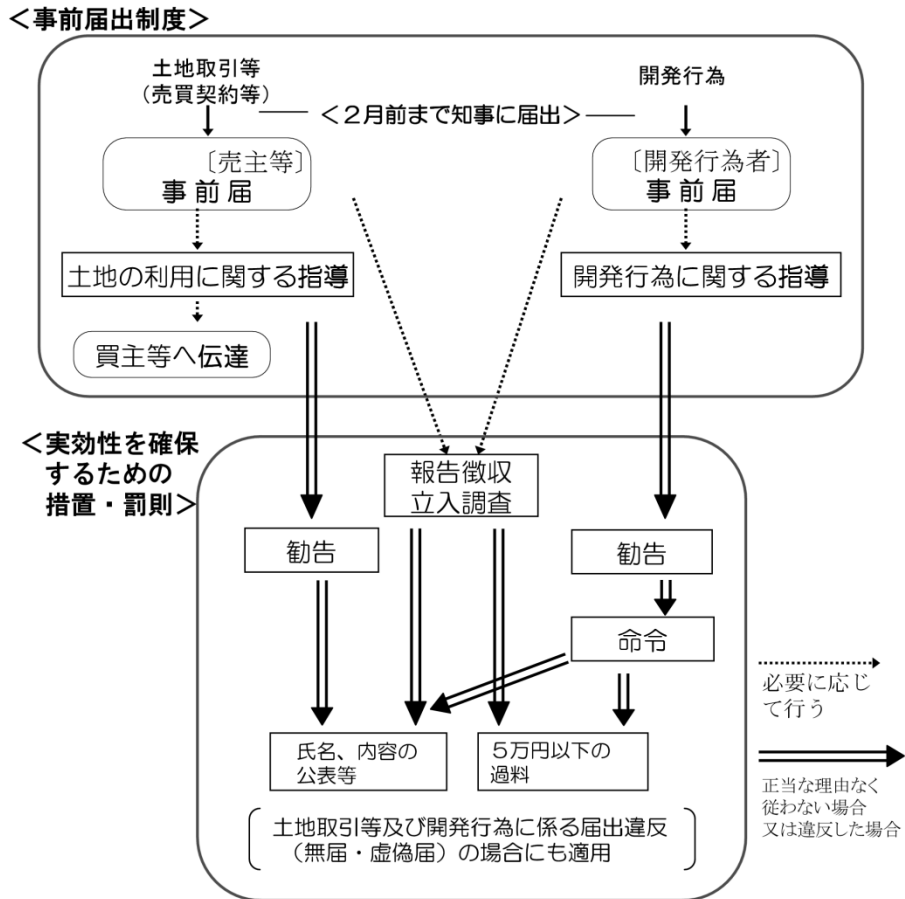 ＜事前届出制度＞
土地取引等
（売買契約等）
開発行為
＜２月前まで知事に届出＞
〔売主等〕
事前届
〔開発行為者〕
事前届
土地の利用に関する指導
開発行為に関する指導
買主等へ伝達
＜実効性を確保
するための
措置・罰則＞
報告徴収
立入調査
勧告
勧告
命令
必要に応じ
て行う
氏名、内容の
公表等
５万円以下の
過料
正当な理由なく
従わない場合
又は違反した場合
土地取引等及び開発行為に係る届出違反
（無届・虚偽届）の場合にも適用